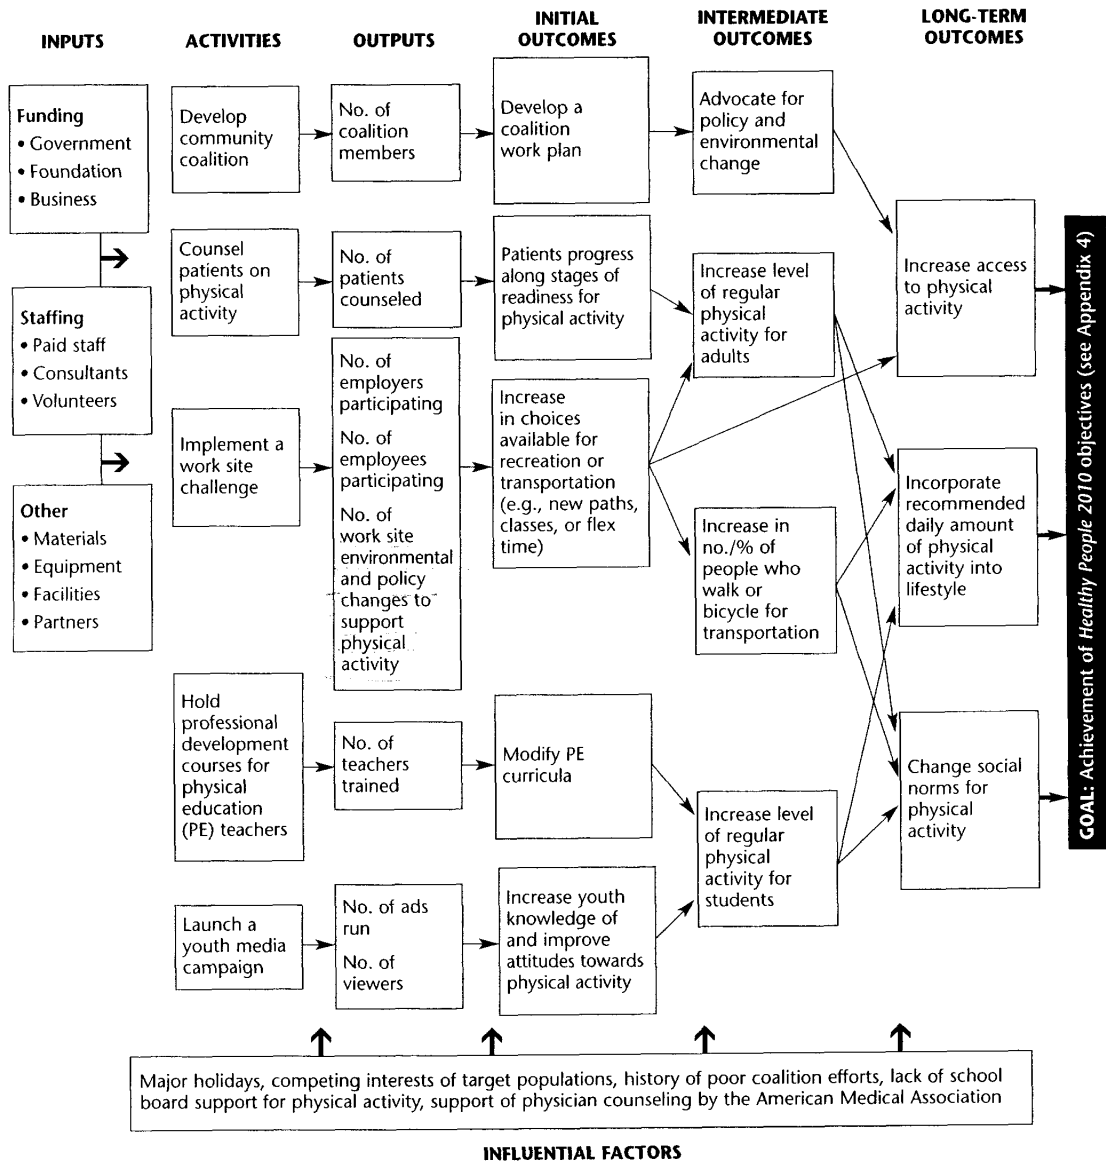 INPUTS
ACTIVITIES
OUTPUTS
INITIAL
OUTCOMES
INTERMEDIATE
OUTCOMES
LONG-TERM
OUTCOMES
Funding
• Government
• Foundation
• Business
Staffing
• Paid staff
• Consultants
• Volunteers
Other
• Materials
• Equipment
• Facilities
• Partners
Develop
community
coalition
No. of
coalition
members
Develop a
coalition
work plan
Advocate for
policy and
environmental
change
Counsel
patients on
physical
activity
No. of
patients
counseled
Patients progress
along stages of
readiness for
physical activity
Increase level
of regular
physical
activity for
adults
Increase access
to physical
activity
Implement a
work site
challenge
No. of
employers
participating
No. of
employees
participating
No. of
work site
environmental
and policy
changes to
support
physical
activity
Increase
in choices
available for
recreation or
transportation
(e.g., new paths,
classes, or flex
time)
Increase in
no./% of
people who
walk or
bicycle for
transportation
Incorporate
recommended
daily amount
of physical
activity into
lifestyle
Hold
professional
development
courses for
physical
education
(PE) teachers
No. of
teachers
trained
Modify PE
curricula
Increase level
of regular
physical
activity for
students
Change social
norms for
physical
activity
Launch a
youth media
campaign
No. of ads
run
No. of
viewers
Increase youth
knowledge of
and improve
attitudes towards
physical activity
GOAL: Achievement of Healthy People 2010 objectives (see Appendix 4)
Major holidays, competing interests of target populations, history of poor coalition efforts, lack of school
board support for physical activity, support of physician counseling by the American Medical Association
INFLUENTIAL FACTORS